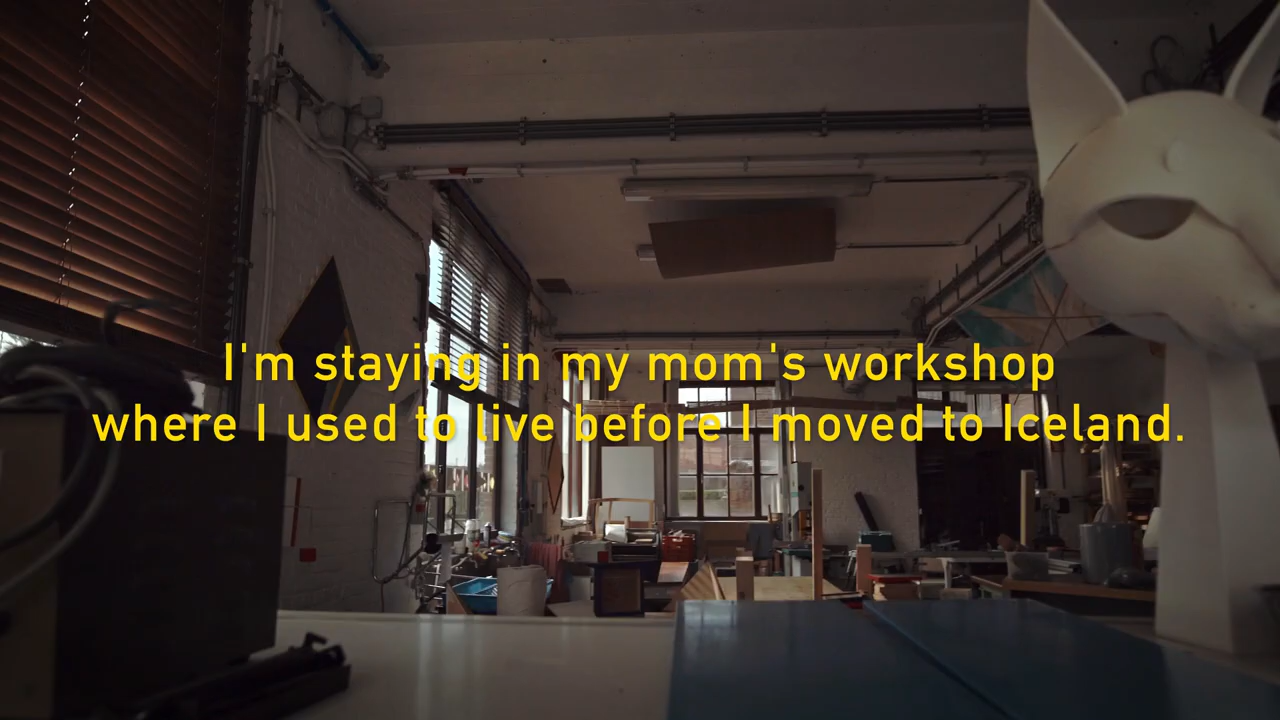 I'm staying in my mom's workshop
where I used to live before I moved to Iceland.